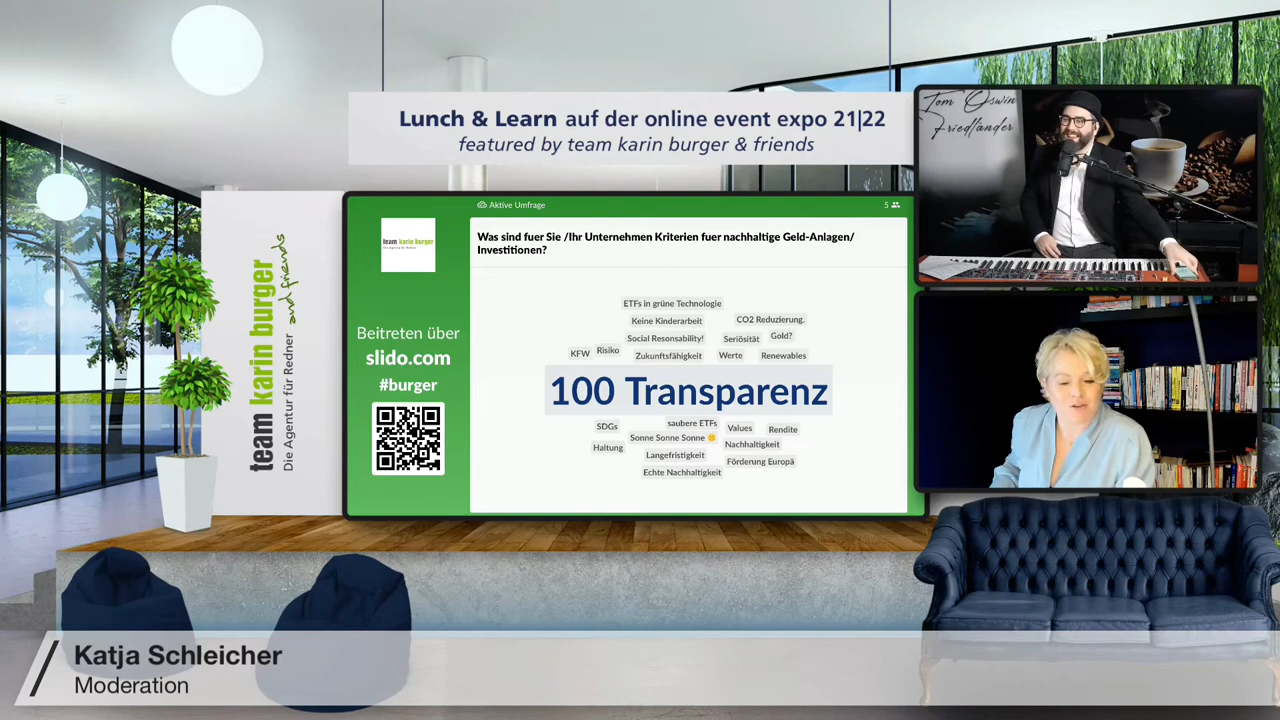 Lunch & Learn auf der online event expo 21|22
featured by team karin burger & friends
Tom Oswin
Friedländer
team karin burger and friends
Die Agentur für Redner
team karin burger
Beitreten über
slido.com
#burger
Aktive Umfrage
5
Was sind fuer Sie /Ihr Unternehmen Kriterien fuer nachhaltige Geld-Anlagen/
Investitionen?
ETFs in grüne Technologie
Keine Kinderarbeit
CO2 Reduzierung.
Social Resonsability!
Seriösität
Gold?
KFW
Risiko
Zukunftsfähigkeit
Werte
Renewables
100 Transparenz
SDGs
saubere ETFs
Values
Rendite
Sonne Sonne Sonne
Haltung
Nachhaltigkeit
Langefristigkeit
Förderung Europä
Echte Nachhaltigkeit
Katja Schleicher
Moderation